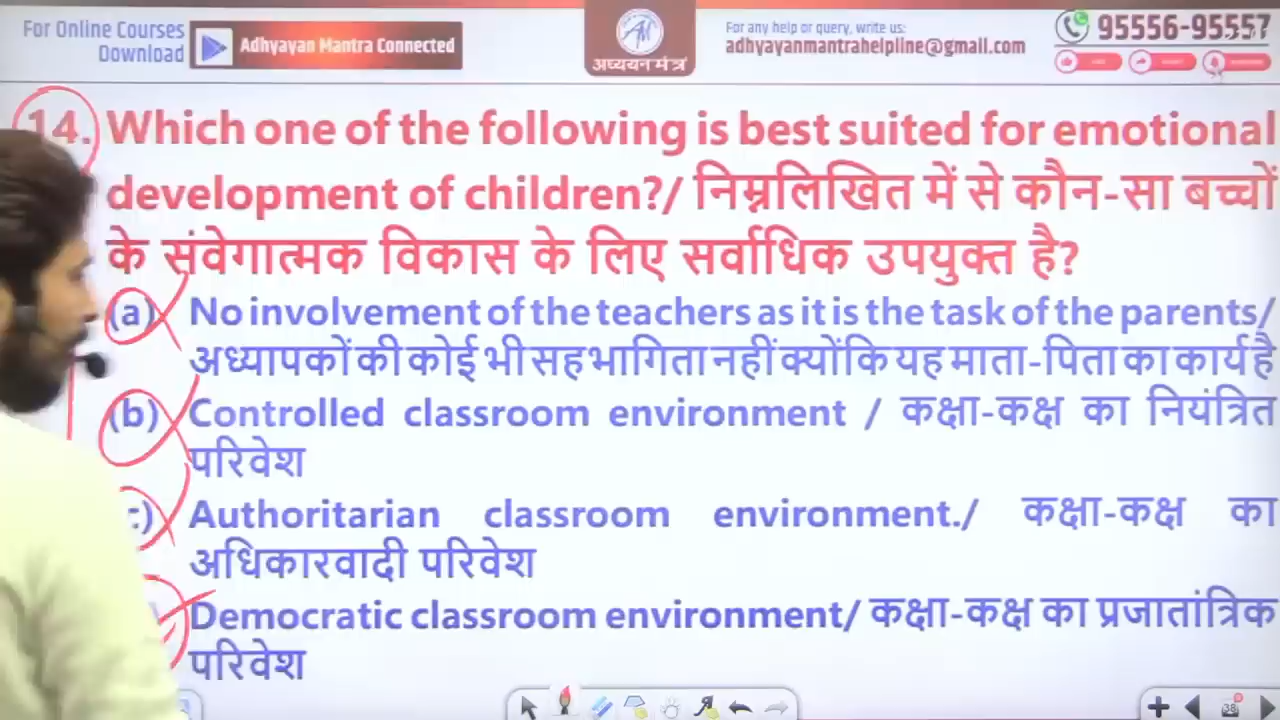 For Online Courses
Download
Adhyayan Mantra Connected
अध्ययन मंत्र
For any help or query, write us:
adhyayanmantrahelpline@gmail.com
95556-95557
14. Which one of the following is best suited for emotional
development of children?/ निम्नलिखित में से कौन-सा बच्चों
के संवेगात्मक विकास के लिए सर्वाधिक उपयुक्त है?
(a) No involvement of the teachers as it is the task of the parents/
अध्यापकों की कोई भी सहभागिता नहीं क्योंकि यह माता-पिता का कार्य है
(b) Controlled classroom environment / कक्षा-कक्ष का नियंत्रित
परिवेश
c) Authoritarian classroom environment./ कक्षा-कक्ष का
अधिकारवादी परिवेश
Democratic classroom environment/ कक्षा-कक्ष का प्रजातांत्रिक
परिवेश
38